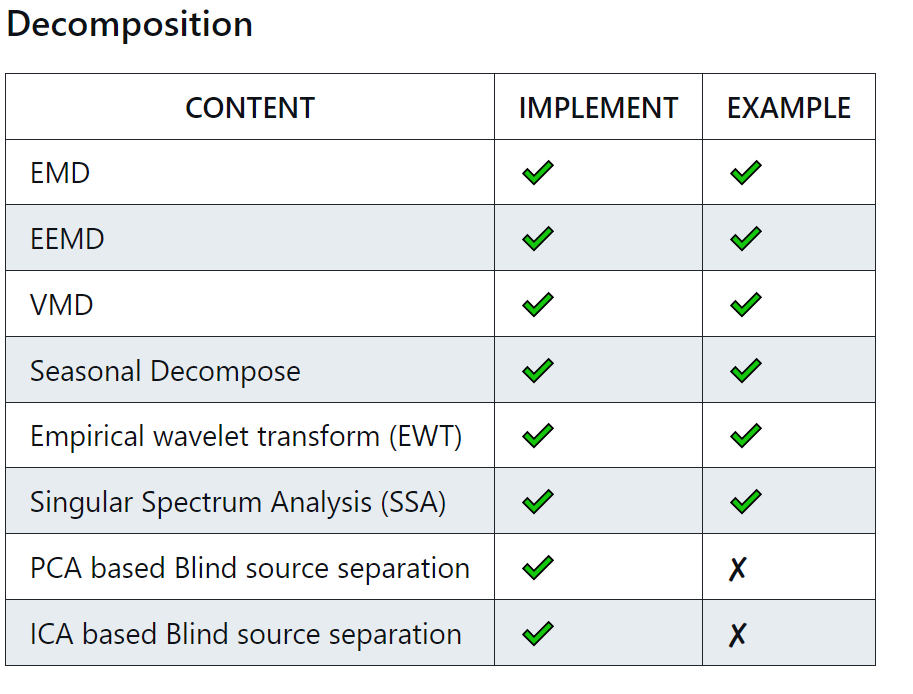 Decomposition
CONTENT IMPLEMENT EXAMPLE
EMD ✔ ✔
EEMD ✔ ✔
VMD ✔ ✔
Seasonal Decompose ✔ ✔
Empirical wavelet transform (EWT) ✔ ✔
Singular Spectrum Analysis (SSA) ✔ ✔
PCA based Blind source separation ✔ ✗
ICA based Blind source separation ✔ ✗